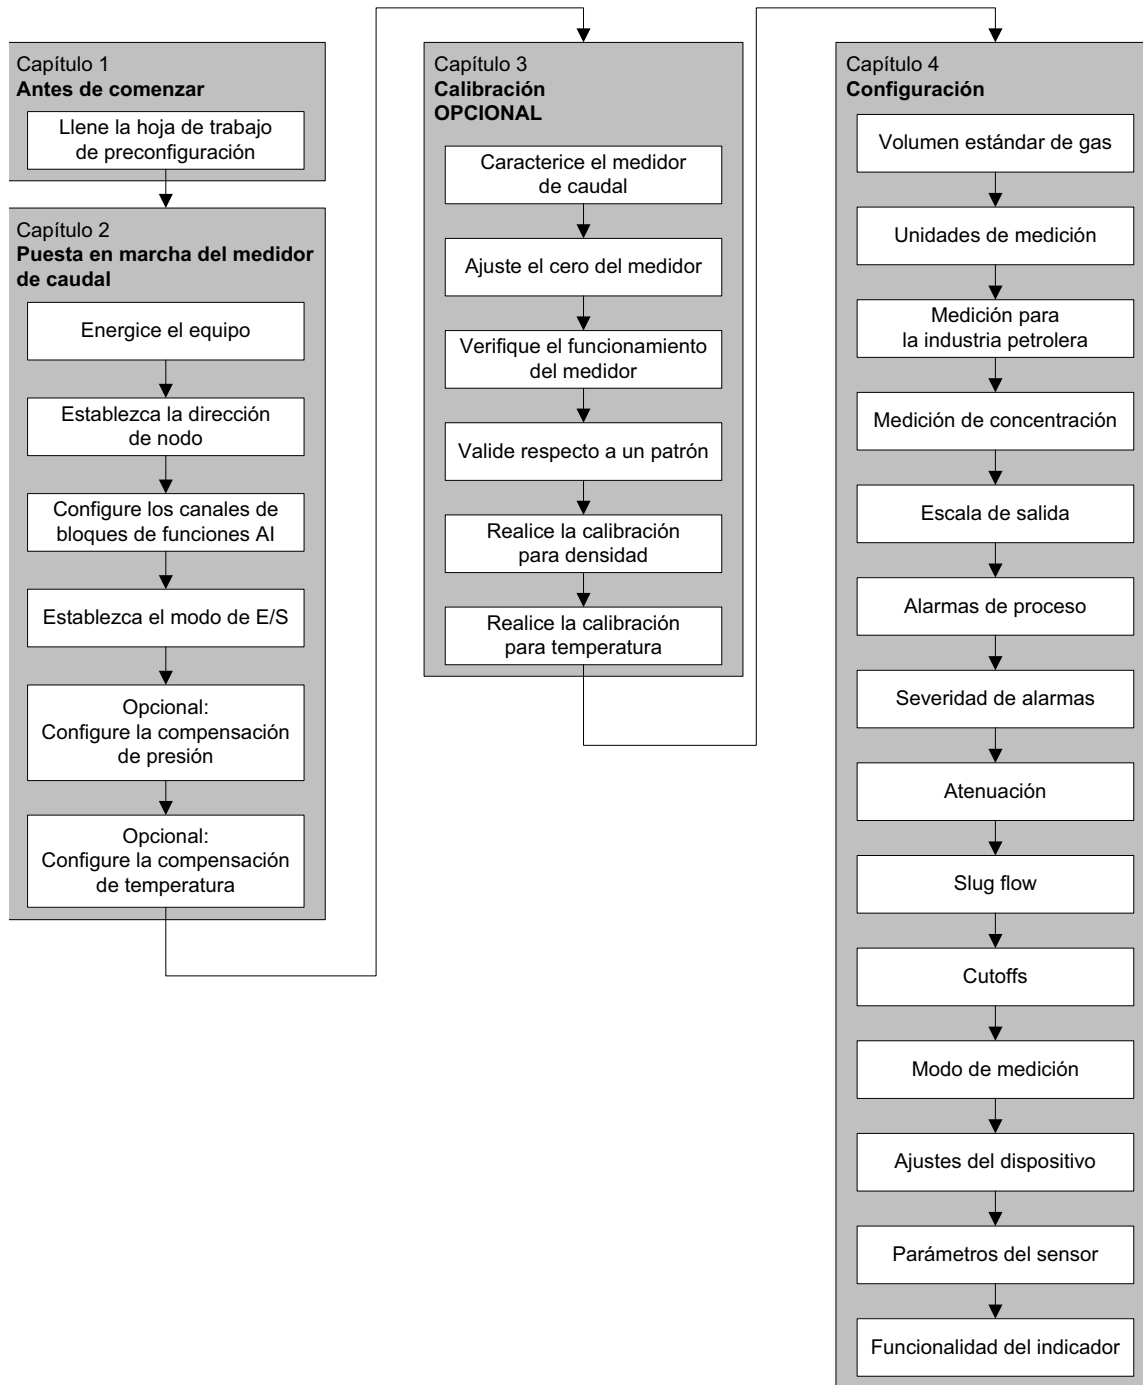 Capítulo 1
Antes de comenzar
Llene la hoja de trabajo
de preconfiguración
Capítulo 2
Puesta en marcha del medidor
de caudal
Energice el equipo
Establezca la dirección
de nodo
Configure los canales de
bloques de funciones AI
Establezca el modo de E/S
Opcional:
Configure la compensación
de presión
Opcional:
Configure la compensación
de temperatura
Capítulo 3
Calibración
OPCIONAL
Caracterice el medidor
de caudal
Ajuste el cero del medidor
Verifique el funcionamiento
del medidor
Valide respecto a un patrón
Realice la calibración
para densidad
Realice la calibración
para temperatura
Capítulo 4
Configuración
Volumen estándar de gas
Unidades de medición
Medición para
la industria petrolera
Medición de concentración
Escala de salida
Alarmas de proceso
Severidad de alarmas
Atenuación
Slug flow
Cutoffs
Modo de medición
Ajustes del dispositivo
Parámetros del sensor
Funcionalidad del indicador